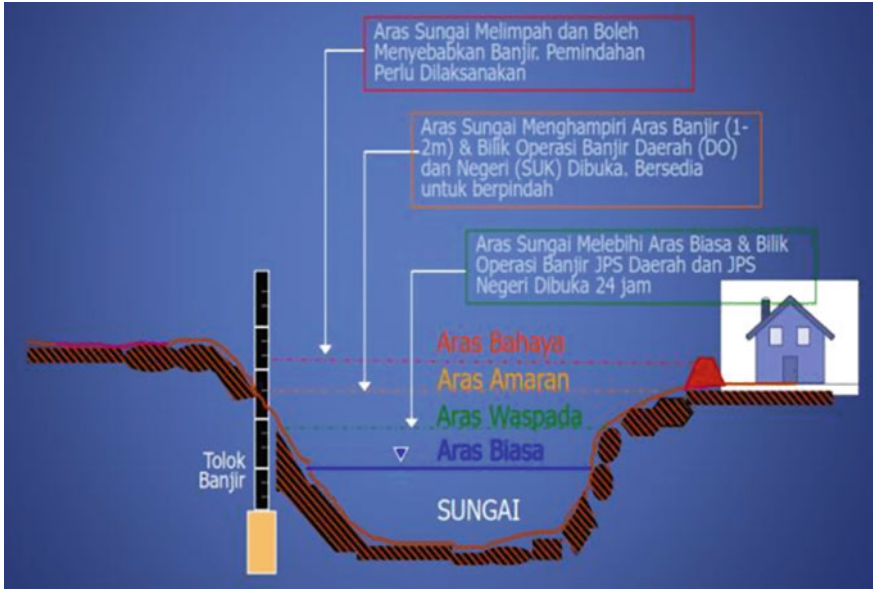 Aras Sungai Melimpah dan Boleh
Menyebabkan Banjir. Pemindahan
Perlu Dilaksanakan
Aras Sungai Menghampiri Aras Banjir (1-
2m) & Bilik Operasi Banjir Daerah (DO)
dan Negeri (SUK) Dibuka. Bersedia
untuk berpindah
Aras Sungai Melebihi Aras Biasa & Bilik
Operasi Banjir JPS Daerah dan JPS
Negeri Dibuka 24 jam
Aras Bahaya
Aras Amaran
Aras Waspada
Aras Biasa
Tolok
Banjir
SUNGAI